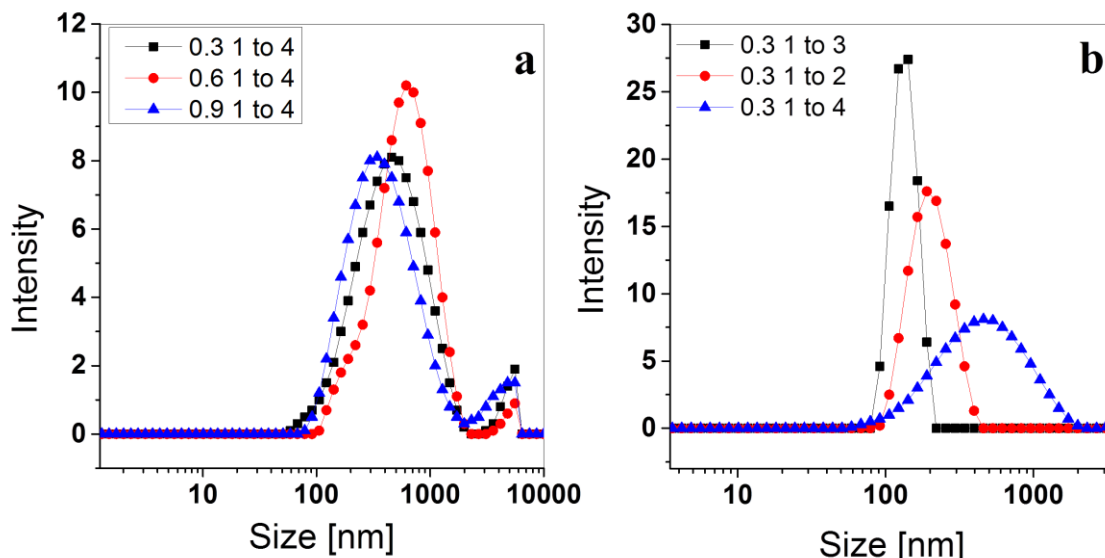 a
0.3 1 to 4
0.6 1 to 4
0.9 1 to 4
12
10
8
6
4
2
0
Intensity
10
100
1000
10000
Size [nm]
b
0.3 1 to 3
0.3 1 to 2
0.3 1 to 4
30
25
20
15
10
5
0
Intensity
10
100
1000
Size [nm]